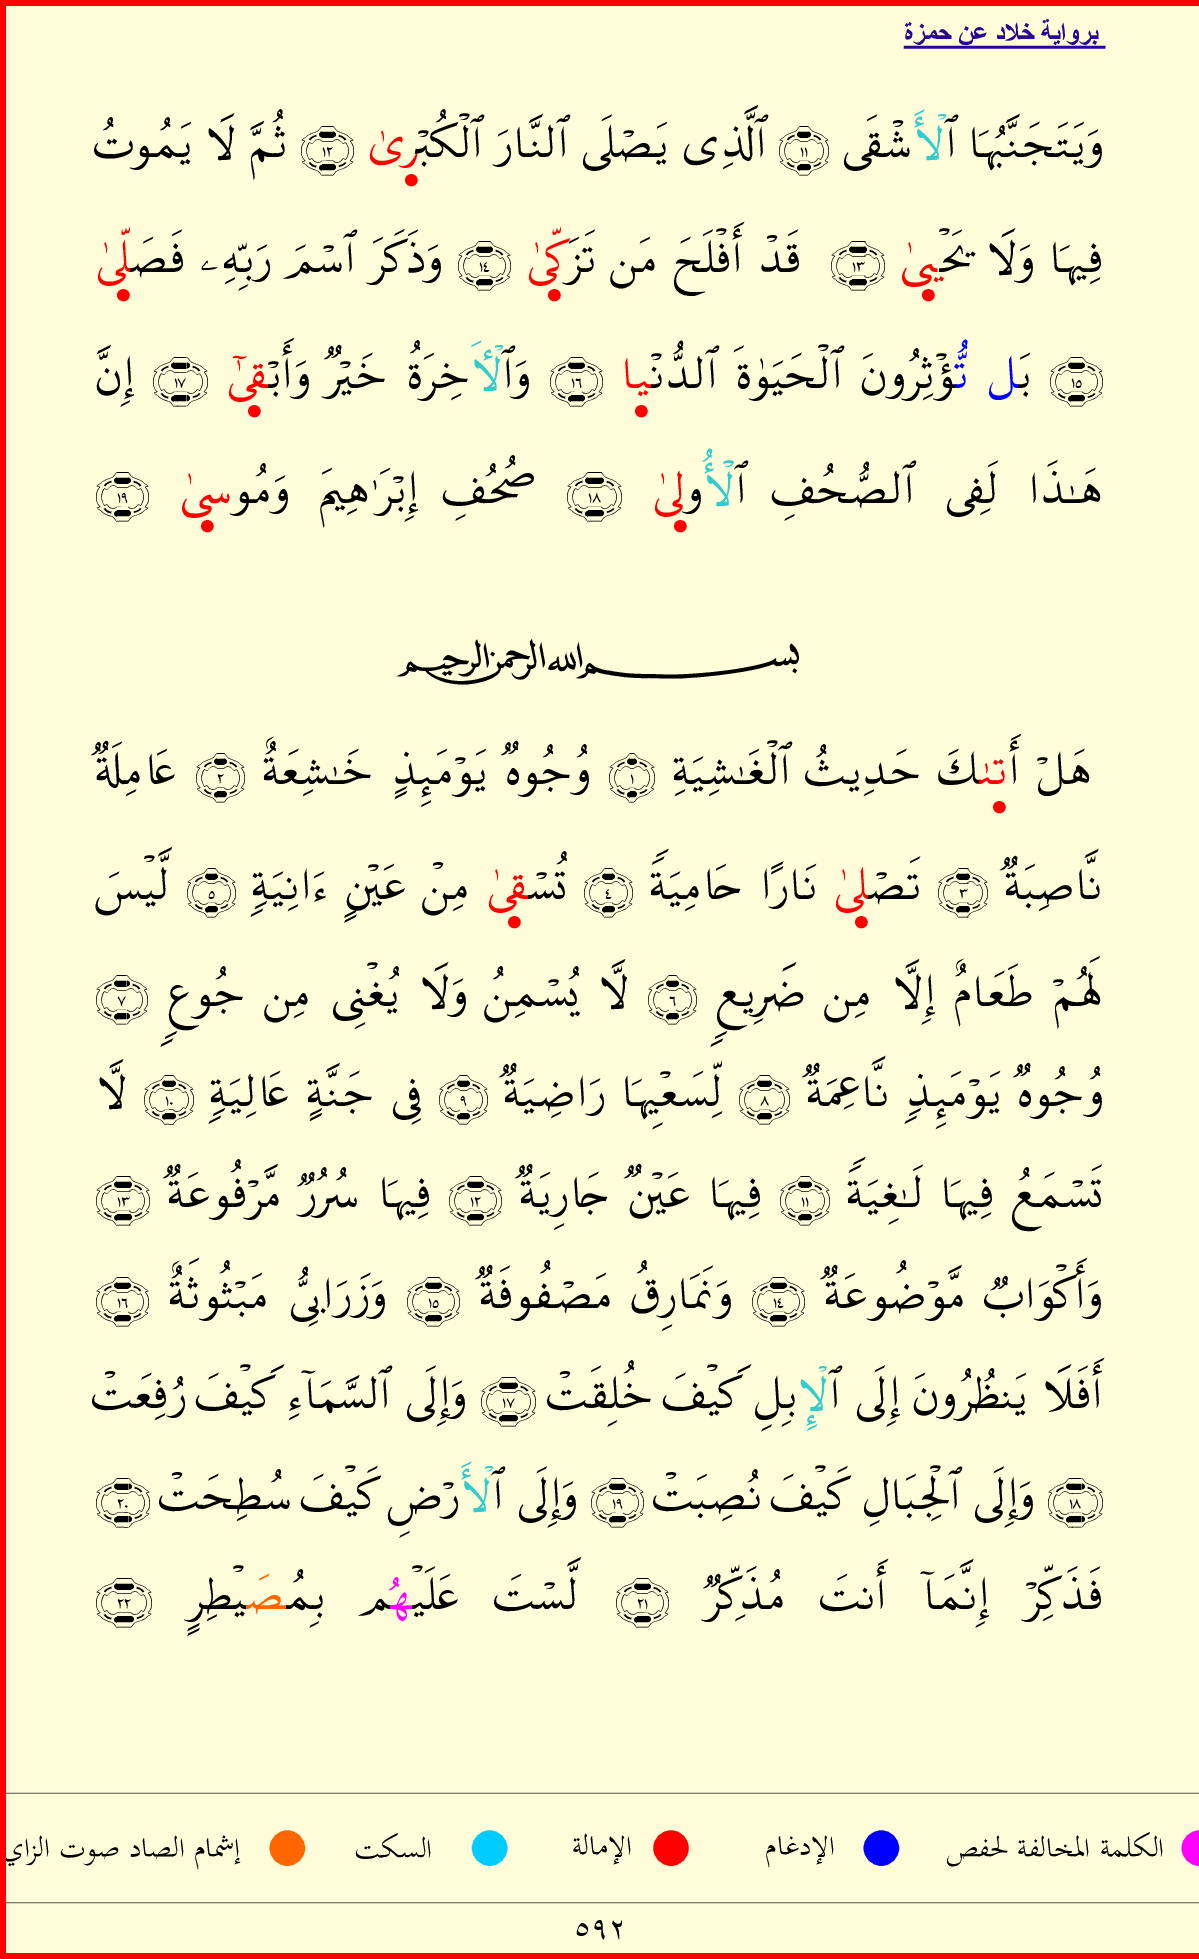 برواية خلاد عن حمزة
وَيَتَجَنَّبُهَا ٱلْأَشْقَى ١١ ٱلَّذِى يَصْلَى ٱلنَّارَ ٱلْكُبْرِىٰ ١٢ ثُمَّ لَا يَمُوتُ
فِيهَا وَلَا يَحْيِىٰ ١٣ قَدْ أَفْلَحَ مَن تَزَكِّىٰ ١٤ وَذَكَرَ ٱسْمَ رَبِّهِۦ فَصَلِّىٰ
١٥ بَل تُّؤْثِرُونَ ٱلْحَيَوٰةَ ٱلدُّنْيا ١٦ وَٱلْأَخِرَةُ خَيْرٌ وَأَبْقِىٰٓ ١٧ إِنَّ
هَـٰذَا لَفِى ٱلصُّحُفِ ٱلْأُولِىٰ ١٨ صُحُفِ إِبْرَٰهِيمَ وَمُوسِىٰ ١٩
بسم الله الرحمن الرحيم
هَلْ أَتىٰكَ حَدِيثُ ٱلْغَـٰشِيَةِ ١ وُجُوهٌ يَوْمَئِذٍ خَـٰشِعَةٌ ٢ عَامِلَةٌ
نَّاصِبَةٌ ٣ تَصْلِىٰ نَارًا حَامِيَةً ٤ تُسْقِىٰ مِنْ عَيْنٍ ءَانِيَةٍ ٥ لَّيْسَ
لَهُمْ طَعَامٌ إِلَّا مِن ضَرِيعٍ ٦ لَّا يُسْمِنُ وَلَا يُغْنِى مِن جُوعٍ ٧
وُجُوهٌ يَوْمَئِذٍ نَّاعِمَةٌ ٨ لِّسَعْيِهَا رَاضِيَةٌ ٩ فِى جَنَّةٍ عَالِيَةٍ ١٠ لَّا
تَسْمَعُ فِيهَا لَـٰغِيَةً ١١ فِيهَا عَيْنٌ جَارِيَةٌ ١٢ فِيهَا سُرُرٌ مَّرْفُوعَةٌ ١٣
وَأَكْوَابٌ مَّوْضُوعَةٌ ١٤ وَنَمَارِقُ مَصْفُوفَةٌ ١٥ وَزَرَابِىُّ مَبْثُوثَةٌ ١٦
أَفَلَا يَنظُرُونَ إِلَى ٱلْإِبِلِ كَيْفَ خُلِقَتْ ١٧ وَإِلَى ٱلسَّمَآءِ كَيْفَ رُفِعَتْ
١٨ وَإِلَى ٱلْجِبَالِ كَيْفَ نُصِبَتْ ١٩ وَإِلَى ٱلْأَرْضِ كَيْفَ سُطِحَتْ ٢٠
فَذَكِّرْ إِنَّمَآ أَنتَ مُذَكِّرٌ ٢١ لَّسْتَ عَلَيْهُم بِمُصَيْطِرٍ ٢٢
الكلمة المخالفة لحفص الإدغام الإمالة السكت إشمام الصاد صوت الزاي
٥٩٢